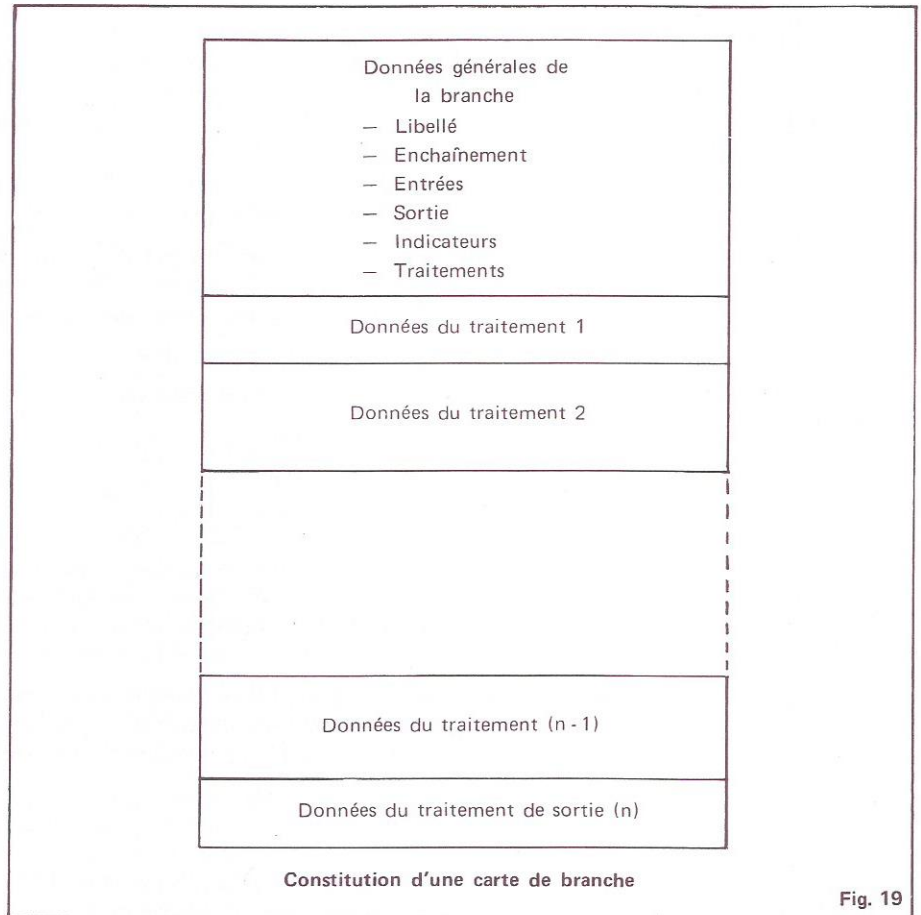 Données générales de
la branche
— Libellé
— Enchaînement
— Entrées
— Sortie
— Indicateurs
— Traitements
Données du traitement 1
Données du traitement 2
Données du traitement (n - 1)
Données du traitement de sortie (n)
Constitution d'une carte de branche
Fig. 19